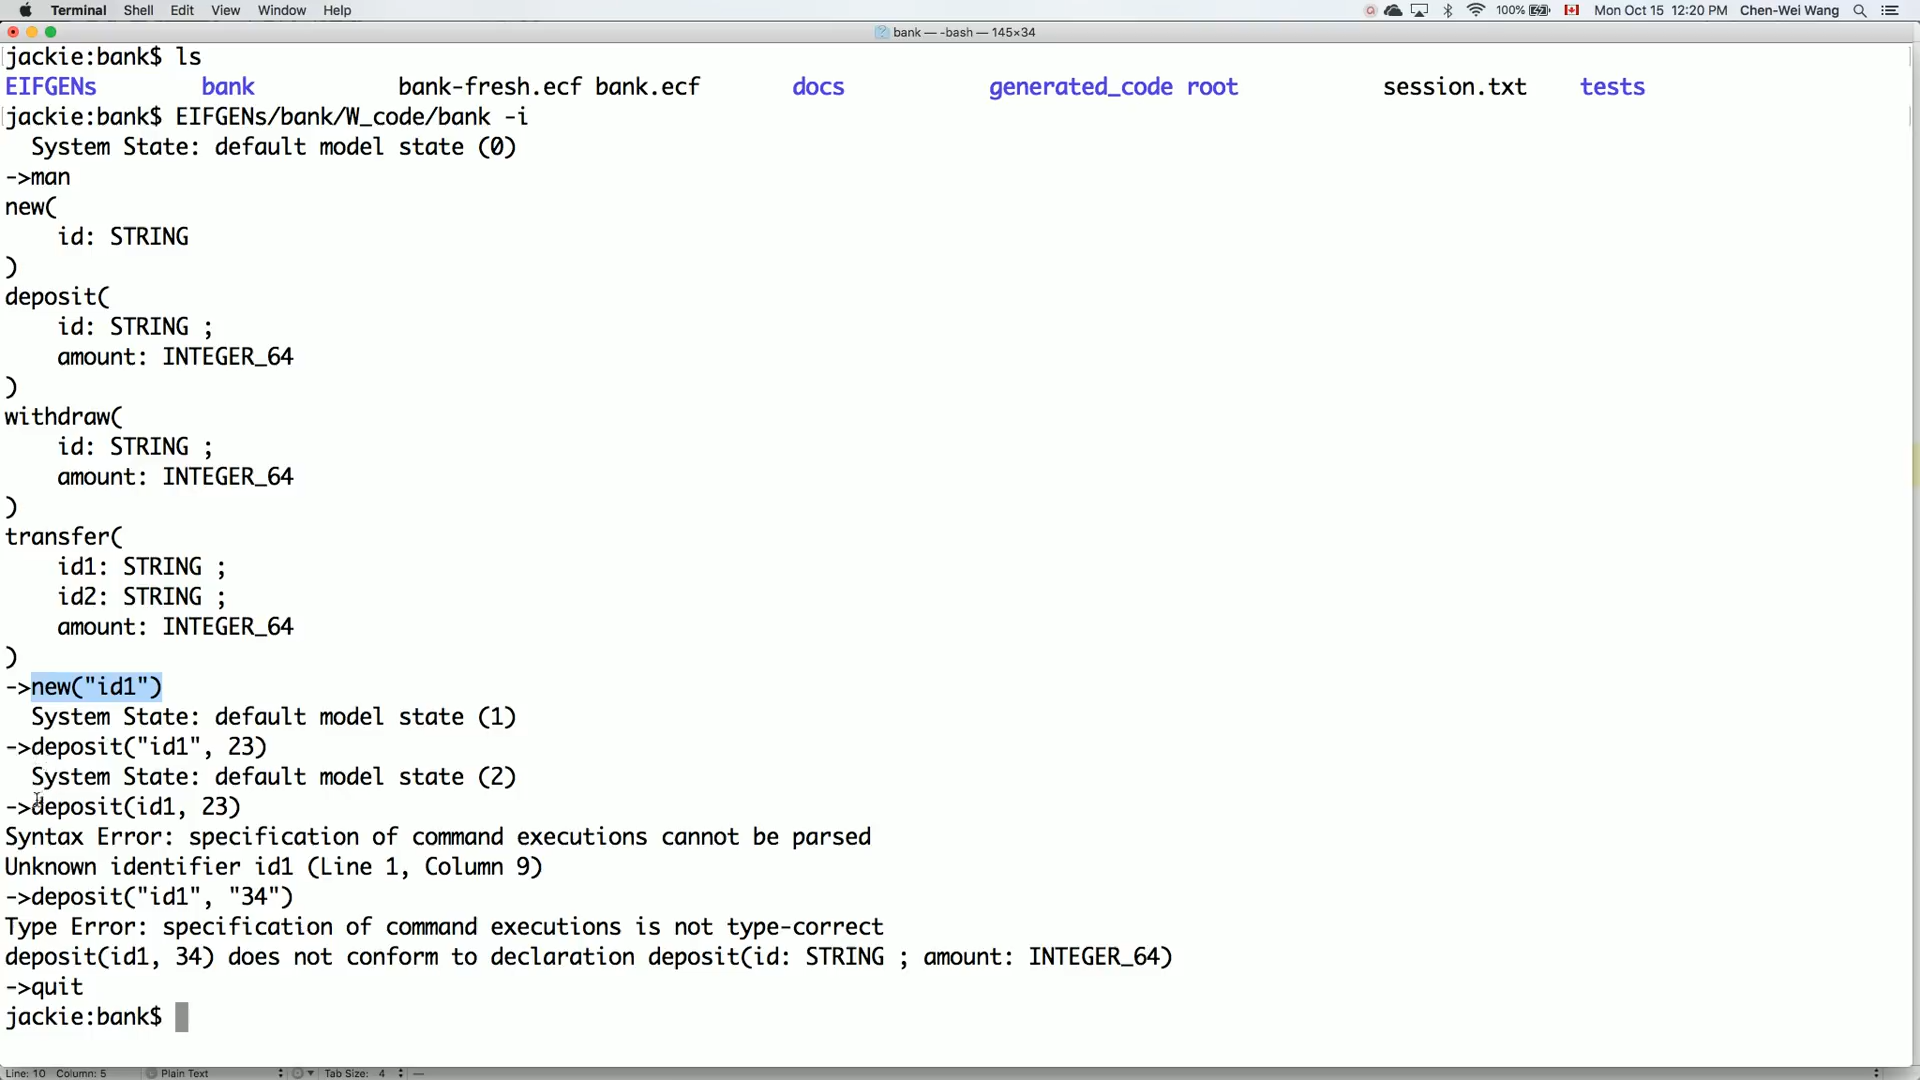 Terminal Shell Edit View Window Help 100% Mon Oct 15 12:20 PM Chen-Wei Wang
bank — -bash — 145×34
jackie:bank$ ls
EIFGENs bank bank-fresh.ecf bank.ecf docs generated_code root session.txt tests
jackie:bank$ EIFGENs/bank/W_code/bank -i
System State: default model state (0)
->man
new(
id: STRING
)
deposit(
id: STRING ;
amount: INTEGER_64
)
withdraw(
id: STRING ;
amount: INTEGER_64
)
transfer(
id1: STRING ;
id2: STRING ;
amount: INTEGER_64
)
->new("id1")
System State: default model state (1)
->deposit("id1", 23)
System State: default model state (2)
->deposit(id1, 23)
Syntax Error: specification of command executions cannot be parsed
Unknown identifier id1 (Line 1, Column 9)
->deposit("id1", "34")
Type Error: specification of command executions is not type-correct
deposit(id1, 34) does not conform to declaration deposit(id: STRING ; amount: INTEGER_64)
->quit
jackie:bank$
Line: 10 Column: 5 Plain Text Tab Size: 4 —